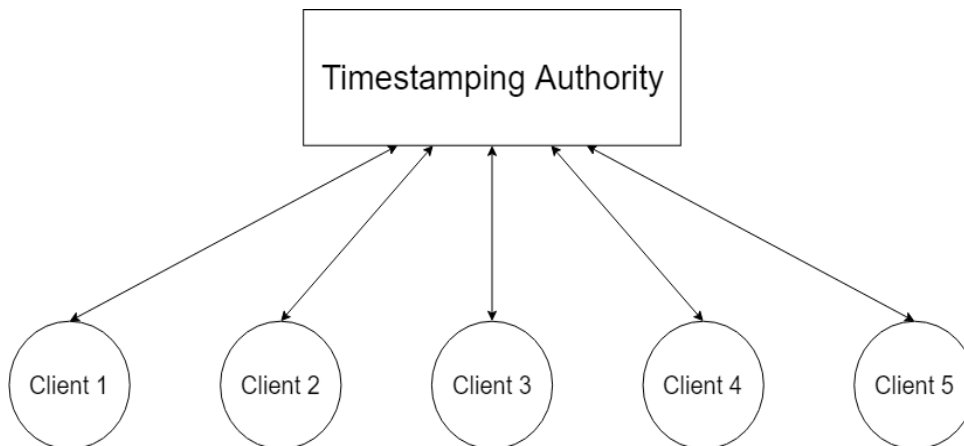 Timestamping Authority
Client 1
Client 2
Client 3
Client 4
Client 5